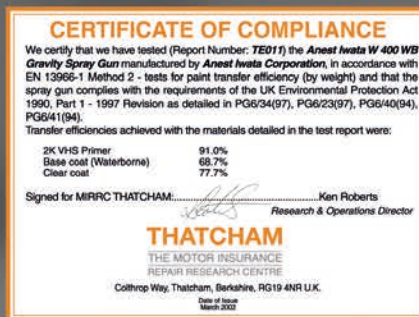 CERTIFICATE OF COMPLIANCE
We certify that we have tested (Report Number: TE011) the Anest Iwata W 400 WB
Gravity Spray Gun manufactured by Anest Iwata Corporation, in accordance with
EN 13966-1 Method 2 - tests for paint transfer efficiency (by weight) and that the
spray gun complies with the requirements of the UK Environmental Protection Act
1990, Part 1 - 1997 Revision as detailed in PG6/34(97), PG6/23(97), PG6/40(94),
PG6/41(94).
Transfer efficiencies achieved with the materials detailed in the test report were:
2K VHS Primer 91.0%
Base coat (Waterborne) 68.7%
Clear coat 77.7%
Signed for MIRRC THATCHAM:..............................Ken Roberts
Research & Operations Director
THATCHAM
THE MOTOR INSURANCE
REPAIR RESEARCH CENTRE
Colthrop Way, Thatcham, Berkshire, RG19 4NR U.K.
Date of Issue
March 2002